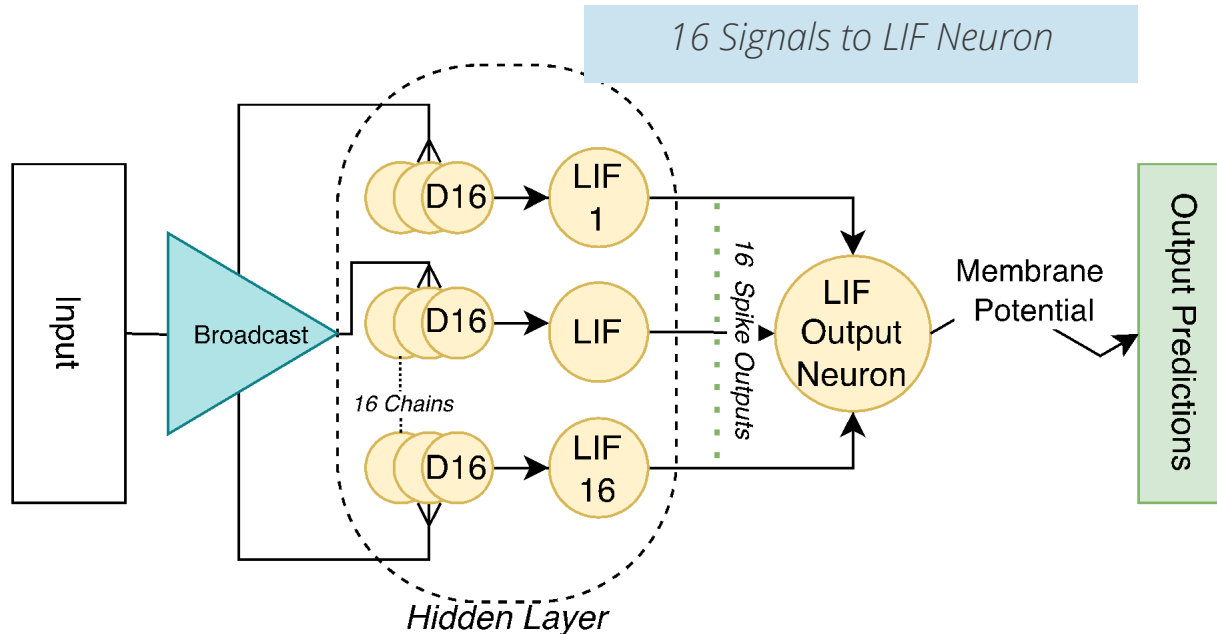 16 Signals to LIF Neuron
Input
Broadcast
D16
LIF
1
D16
LIF
16 Chains
D16
LIF
16
Hidden Layer
16 Spike Outputs
LIF
Output
Neuron
Membrane
Potential
Output Predictions